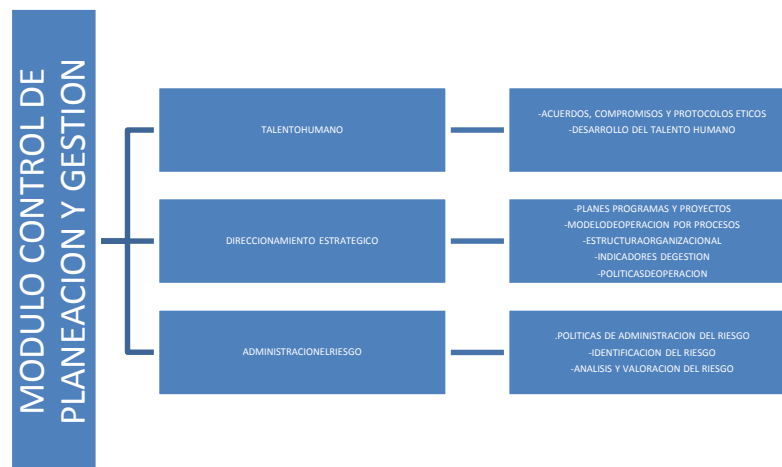 MODULO CONTROL DE
PLANEACION Y GESTION
TALENTOHUMANO
-ACUERDOS, COMPROMISOS Y PROTOCOLOS ETICOS
-DESARROLLO DEL TALENTO HUMANO
DIRECCIONAMIENTO ESTRATEGICO
-PLANES PROGRAMAS Y PROYECTOS
-MODELODEOPERACION POR PROCESOS
-ESTRUCTURAORGANIZACIONAL
-INDICADORES DEGESTION
-POLITICASDEOPERACION
ADMINISTRACIONELRIESGO
.POLITICAS DE ADMINISTRACION DEL RIESGO
-IDENTIFICACION DEL RIESGO
-ANALISIS Y VALORACION DEL RIESGO